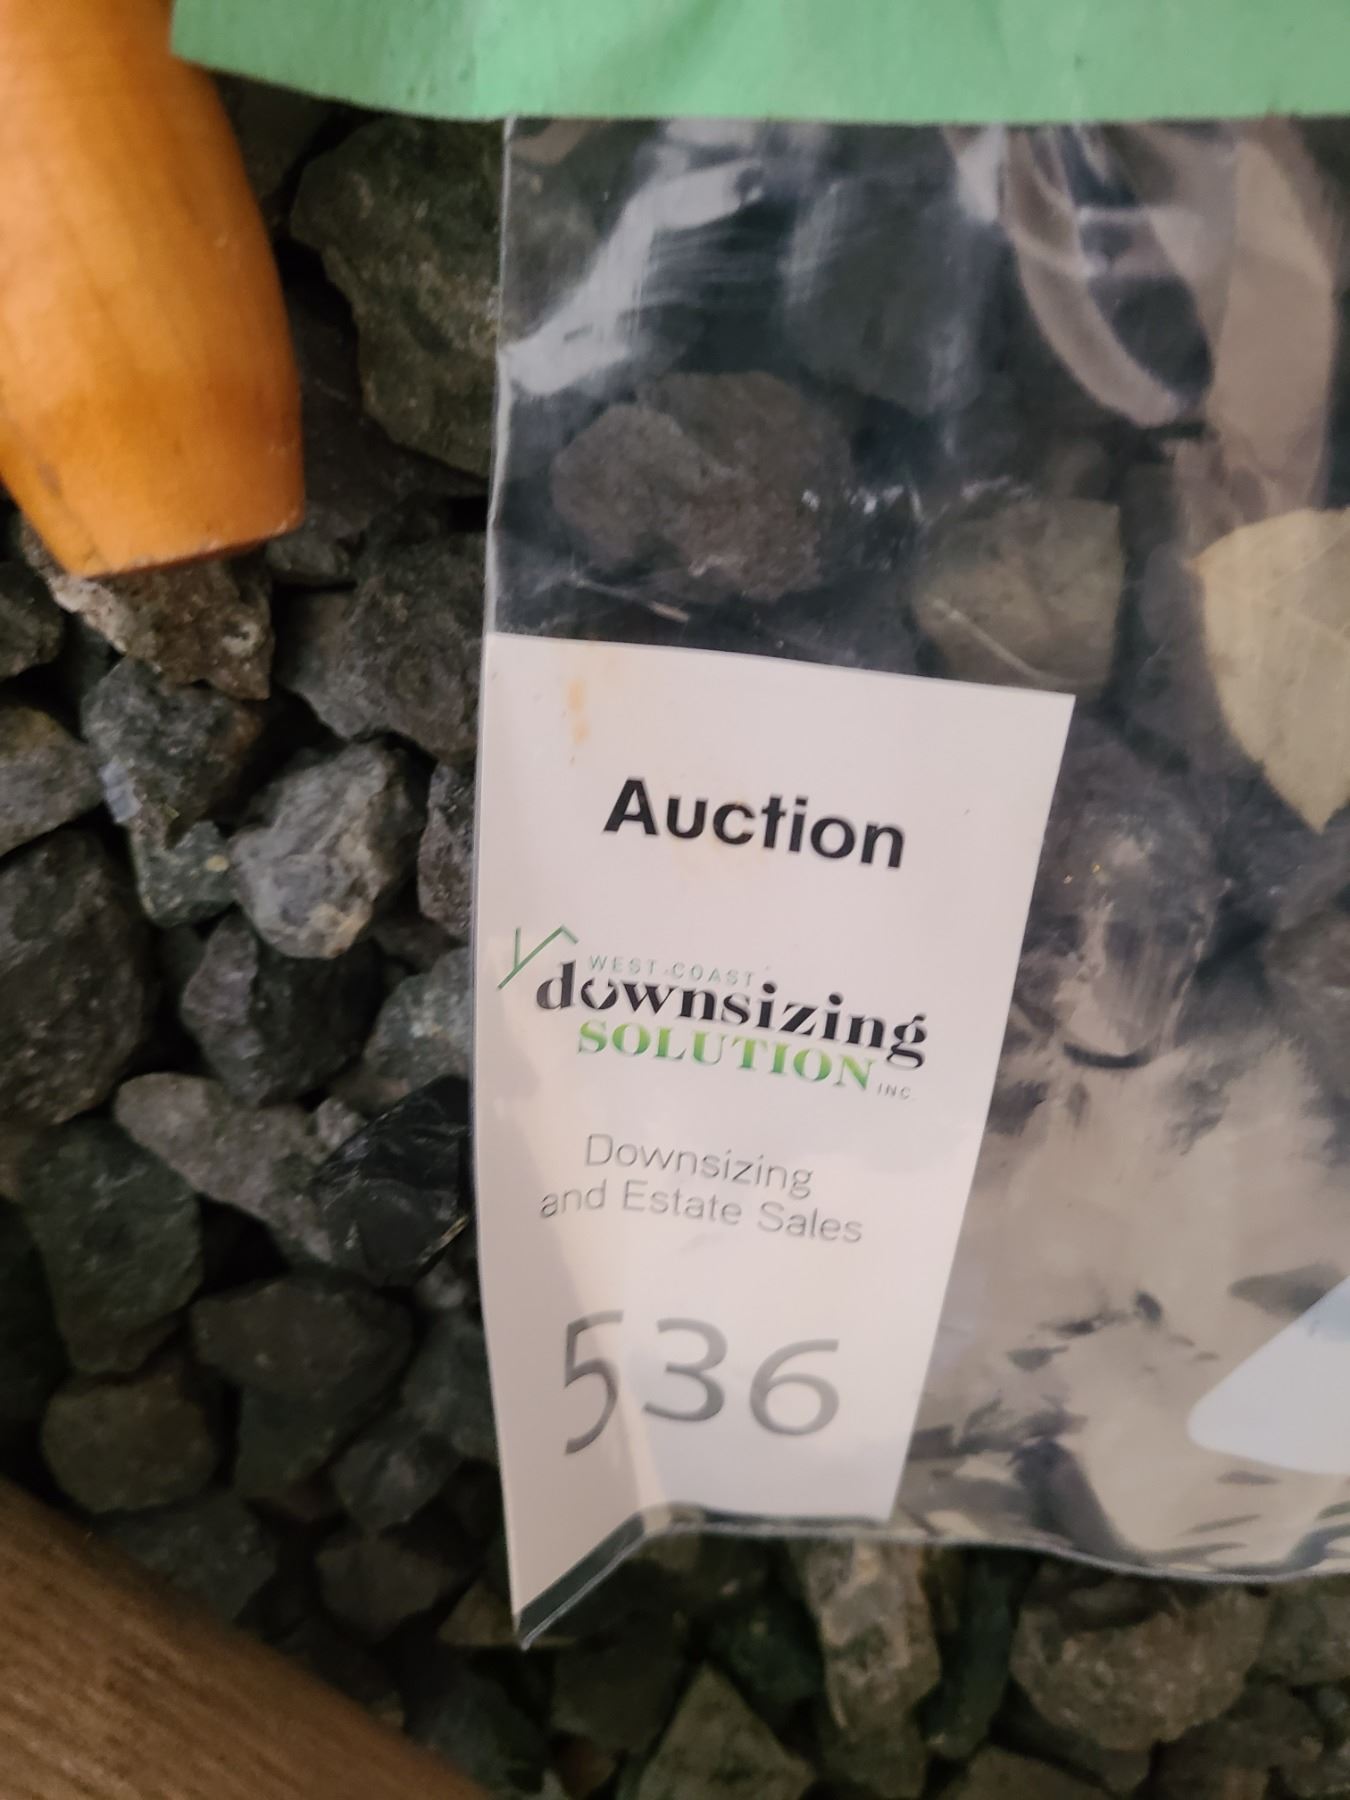 Auction
WEST COAST
downsizing
SOLUTION INC.
Downsizing
and Estate Sales
536